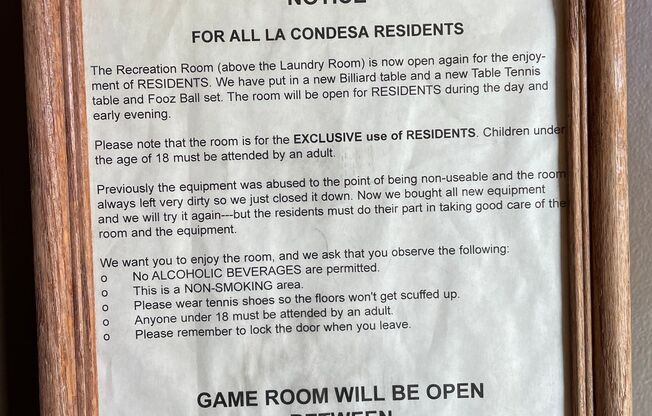 NOTICE
FOR ALL LA CONDESA RESIDENTS
The Recreation Room (above the Laundry Room) is now open again for the enjoy-
ment of RESIDENTS. We have put in a new Billiard table and a new Table Tennis
table and Fooz Ball set. The room will be open for RESIDENTS during the day and
early evening.
Please note that the room is for the EXCLUSIVE use of RESIDENTS. Children under
the age of 18 must be attended by an adult.
Previously the equipment was abused to the point of being non-useable and the room
always left very dirty so we just closed it down. Now we bought all new equipment
and we will try it again---but the residents must do their part in taking good care of the
room and the equipment.
We want you to enjoy the room, and we ask that you observe the following:
o No ALCOHOLIC BEVERAGES are permitted.
o This is a NON-SMOKING area.
o Please wear tennis shoes so the floors won't get scuffed up.
o Anyone under 18 must be attended by an adult.
o Please remember to lock the door when you leave.
GAME ROOM WILL BE OPEN
BETWEEN